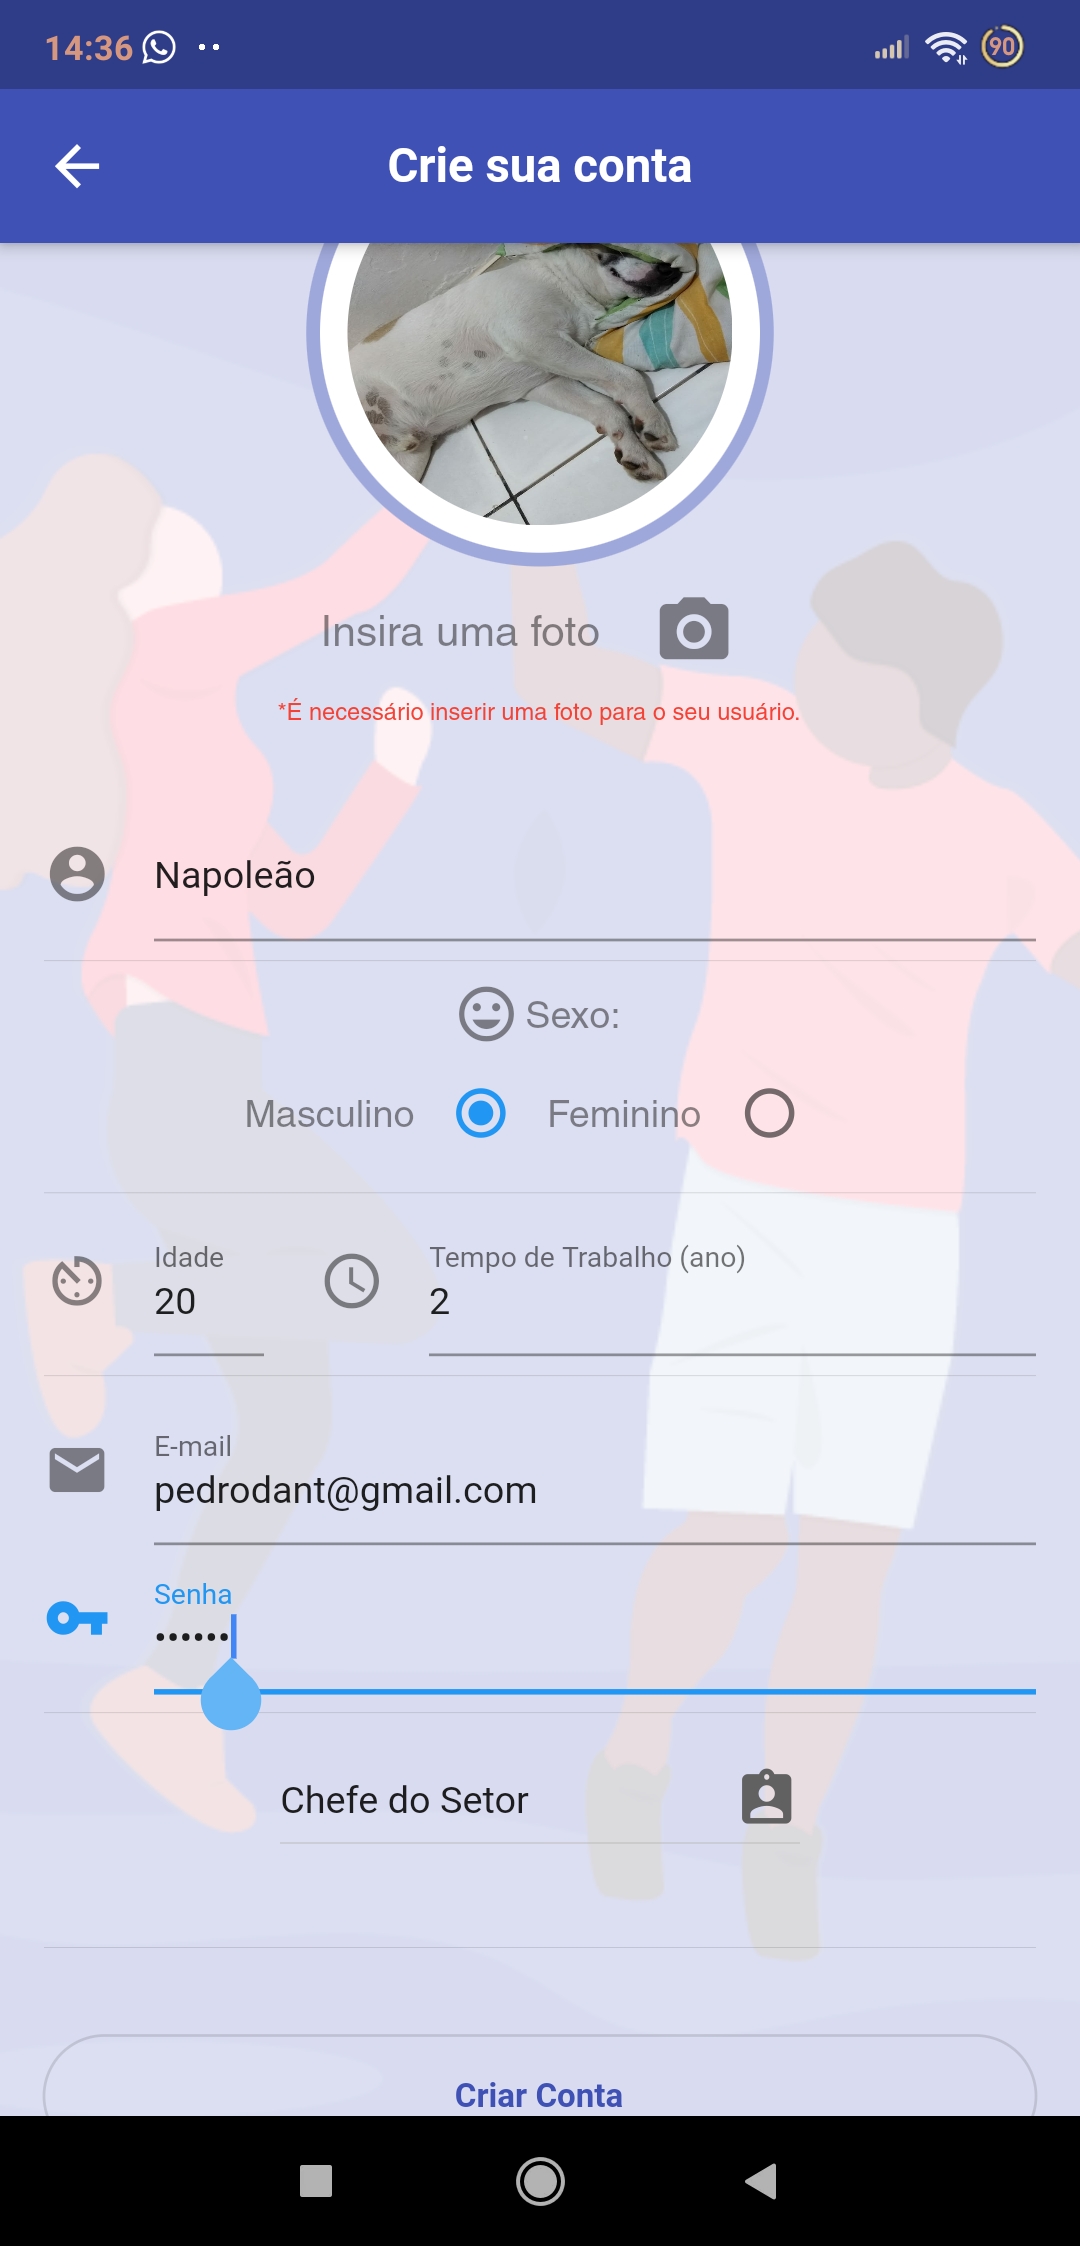 14:36
90
Crie sua conta
Insira uma foto
*É necessário inserir uma foto para o seu usuário.
Napoleão
Sexo:
Masculino Feminino
Idade Tempo de Trabalho (ano)
20 2
E-mail
pedrodant@gmail.com
Senha
••••••
Chefe do Setor
Criar Conta